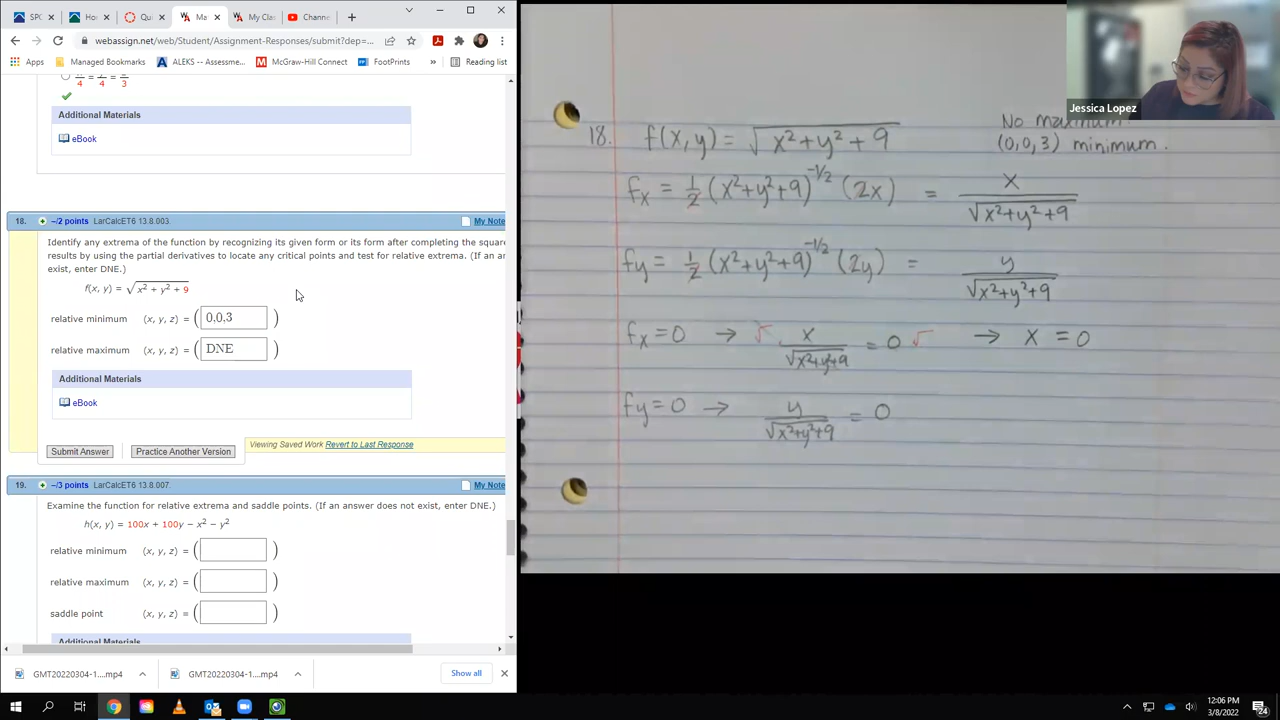 SPC
Hom
Qui
Ma
My Cla
Channe
webassign.net/web/Student/Assignment-Responses/submit?dep=...
Apps
Managed Bookmarks
ALEKS -- Assessme...
McGraw-Hill Connect
FootPrints
»
Reading list
Additional Materials
eBook
18.
–/2 points
LarCalcET6 13.8.003.
My Note
Identify any extrema of the function by recognizing its given form or its form after completing the square
results by using the partial derivatives to locate any critical points and test for relative extrema. (If an
exist, enter DNE.)
f(x, y) = √x² + y² + 9
relative minimum (x, y, z) = ( 0,0,3 )
relative maximum (x, y, z) = ( DNE )
Additional Materials
eBook
Submit Answer
Practice Another Version
Viewing Saved Work Revert to Last Response
19.
–/3 points
LarCalcET6 13.8.007.
My Note
Examine the function for relative extrema and saddle points. (If an answer does not exist, enter DNE.)
h(x, y) = 100x + 100y − x² − y²
relative minimum (x, y, z) = ( )
relative maximum (x, y, z) = ( )
saddle point (x, y, z) = ( )
Additional Materials
GMT20220304-1....mp4
GMT20220304-1....mp4
Show all
Jessica Lopez
No maximum
(0,0,3) minimum.
18. f(x,y) = √x²+y²+9
fx = 1/2 (x²+y²+9)^-1/2 (2x) = x/√x²+y²+9
fy = 1/2 (x²+y²+9)^-1/2 (2y) = y/√x²+y²+9
fx=0 → √ x/√x²+y²+9 = 0 √ → x = 0
fy=0 → y/√x²+y²+9 = 0
12:06 PM
3/8/2022
24